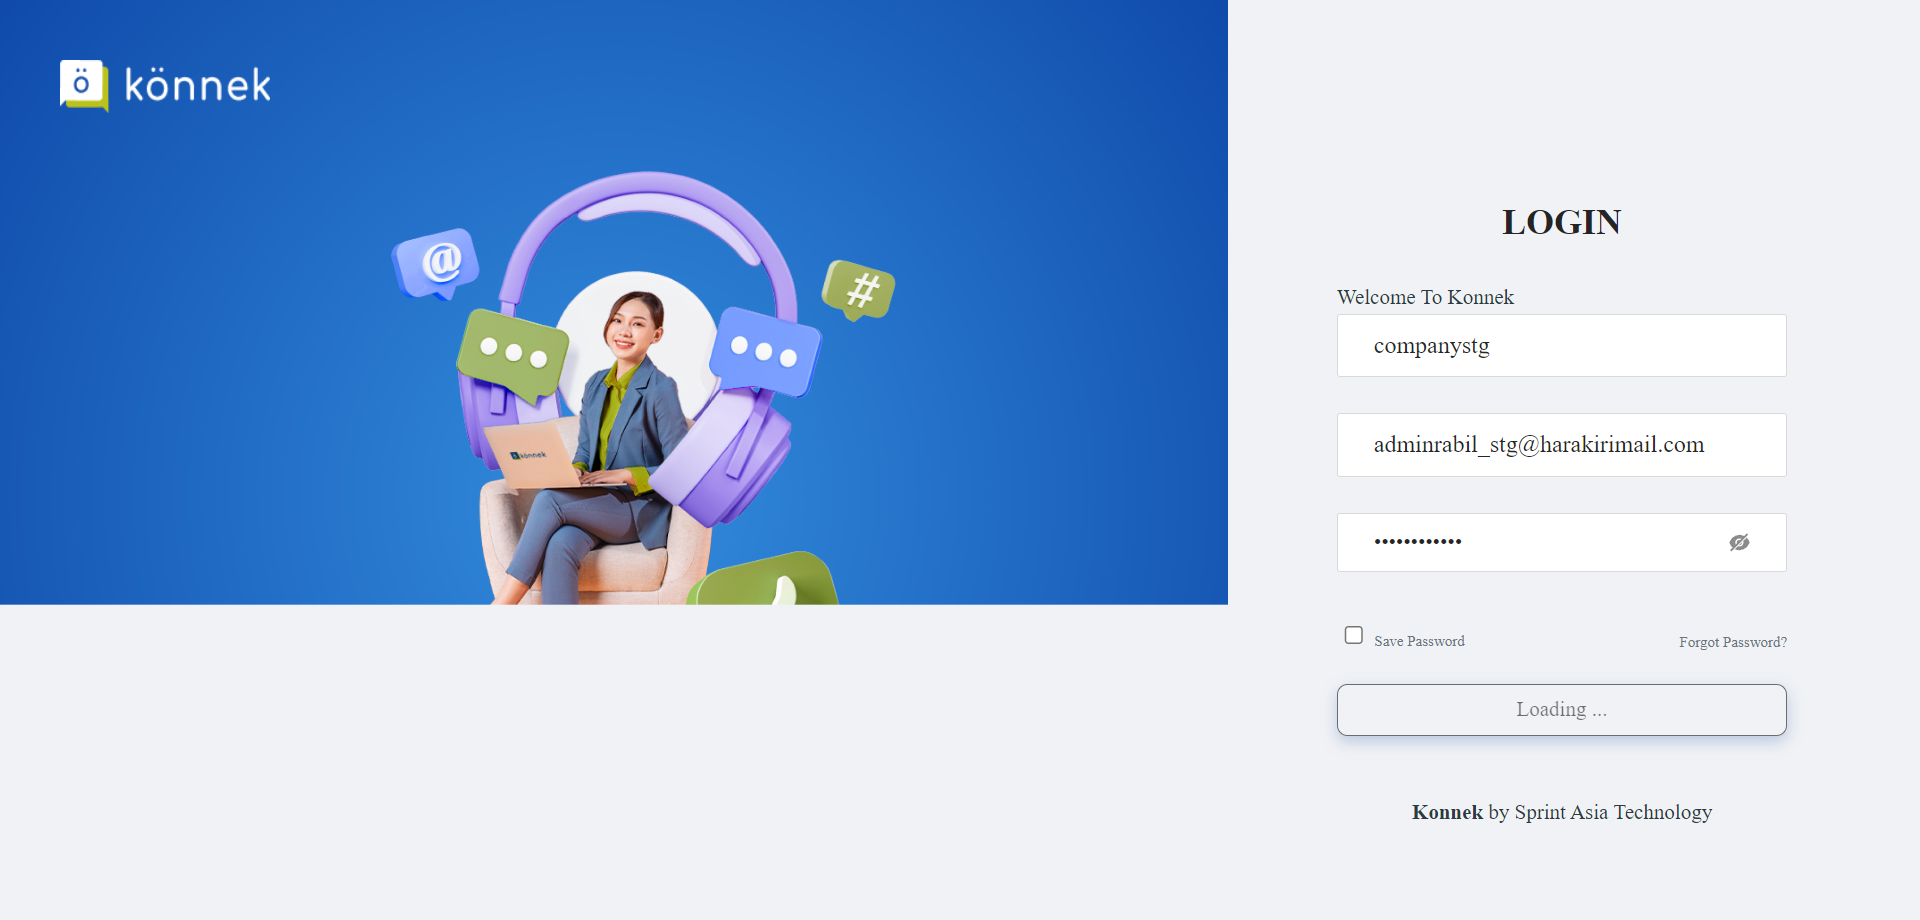 ö könnek
@
#
ö könnek
LOGIN
Welcome To Konnek
companystg
adminrabil_stg@harakirimail.com
••••••••••••
Save Password
Forgot Password?
Loading ...
Konnek by Sprint Asia Technology